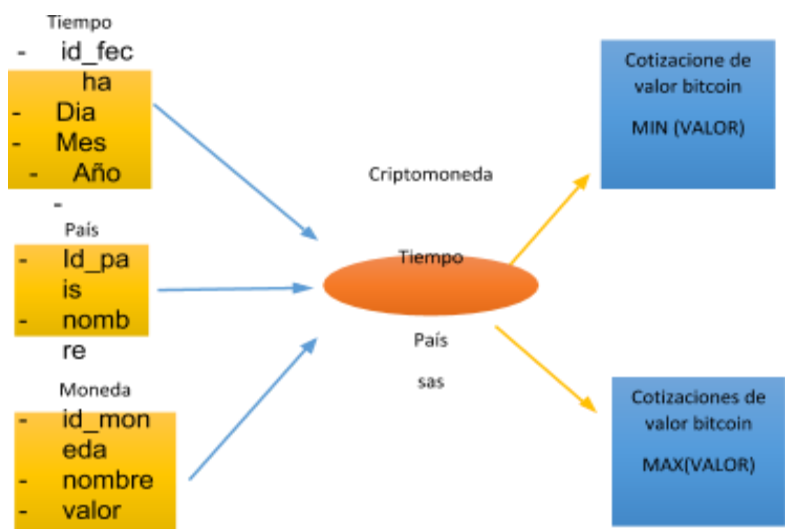 Tiempo
- id_fec
ha
- Dia
- Mes
- Año
-
País
- Id_pa
is
- nomb
re
Moneda
- id_mon
eda
- nombre
- valor
Criptomoneda
Tiempo
País
sas
Cotizacione de
valor bitcoin
MIN (VALOR)
Cotizaciones de
valor bitcoin
MAX(VALOR)